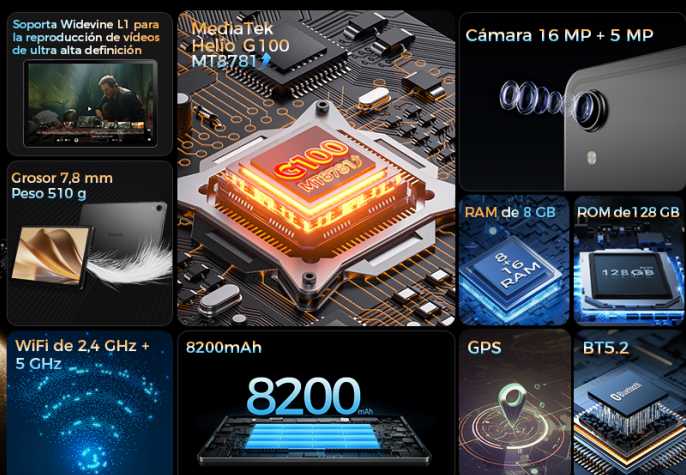 Soporta Widevine L1 para
la reproducción de vídeos
de ultra alta definición
MediaTek
Helio G100
MT8781
G100
MT8781
Cámara 16 MP + 5 MP
Grosor 7,8 mm
Peso 510 g
RAM de 8 GB
8
+
16
RAM
ROM de128 GB
128GB
WiFi de 2,4 GHz +
5 GHz
8200mAh
8200mAh
GPS
BT5.2
Bluetooth